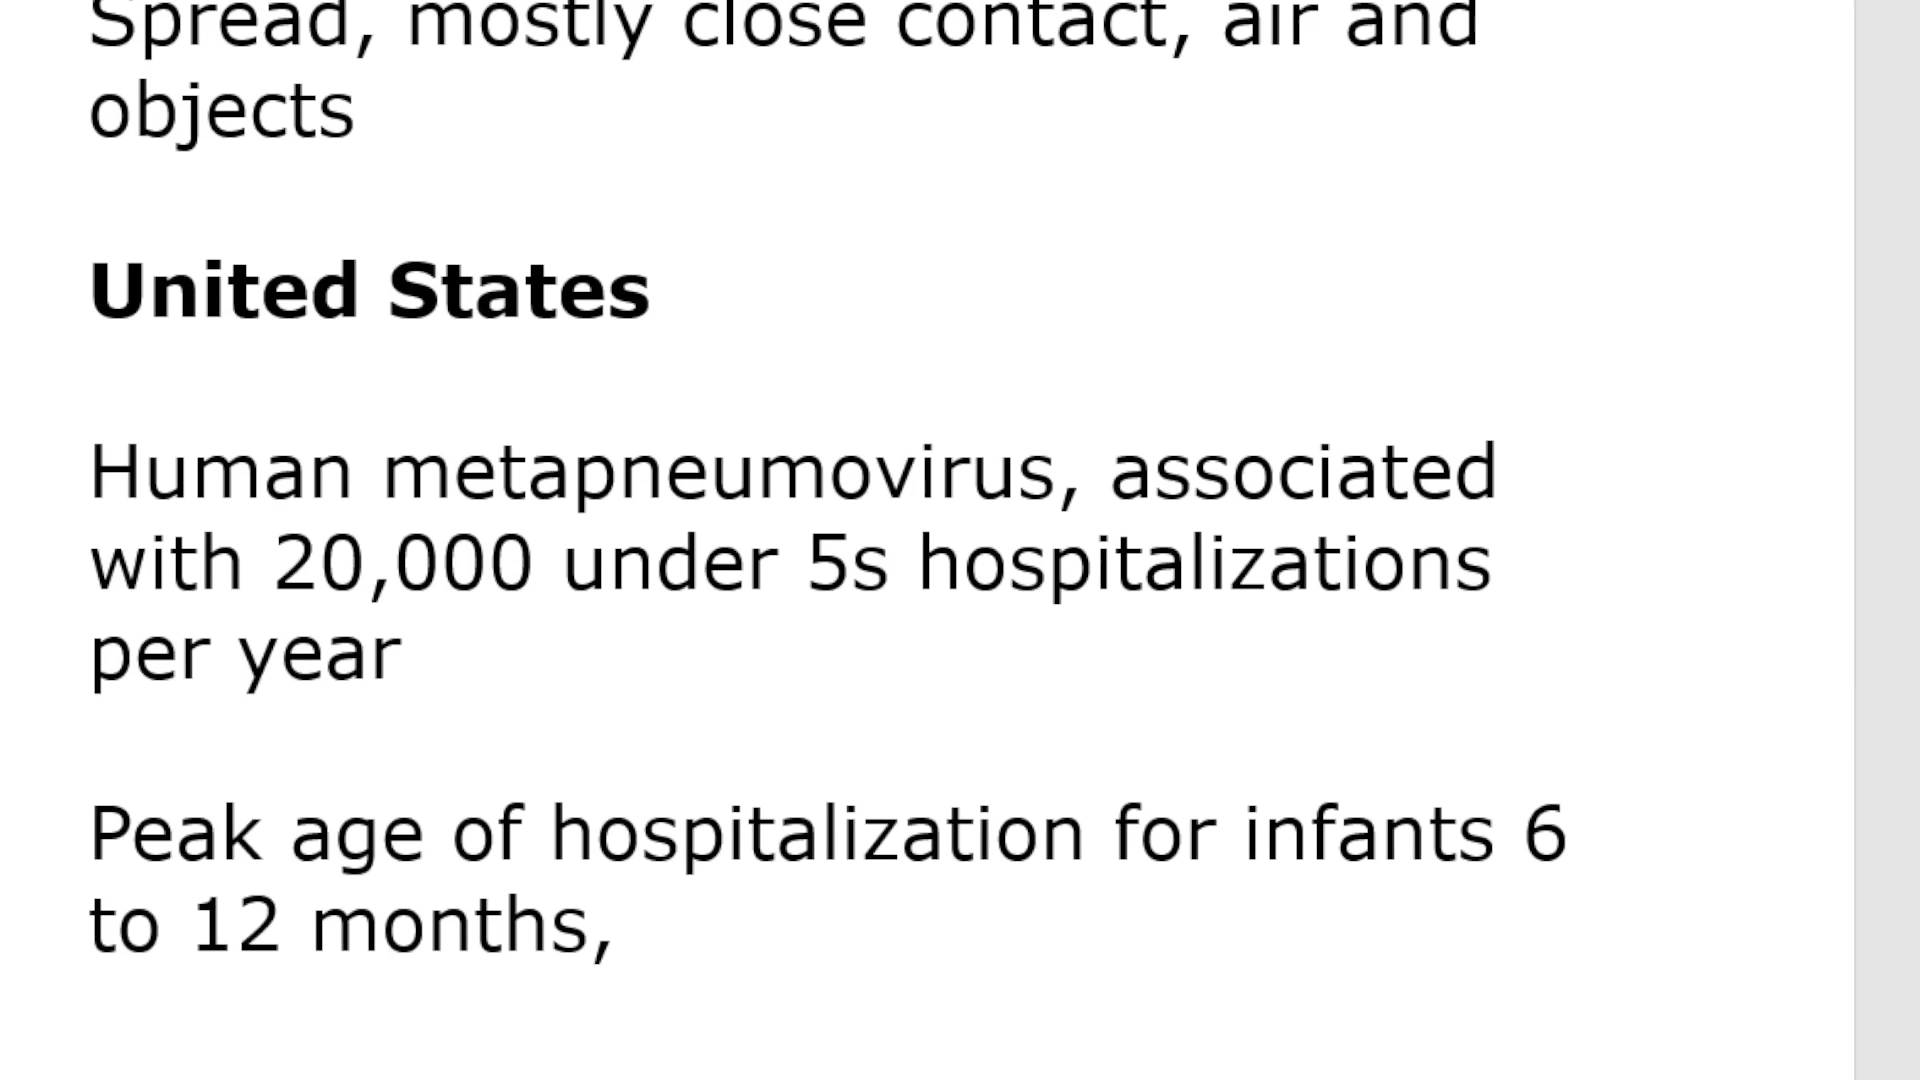 Spread, mostly close contact, air and
objects
United States
Human metapneumovirus, associated
with 20,000 under 5s hospitalizations
per year
Peak age of hospitalization for infants 6
to 12 months,